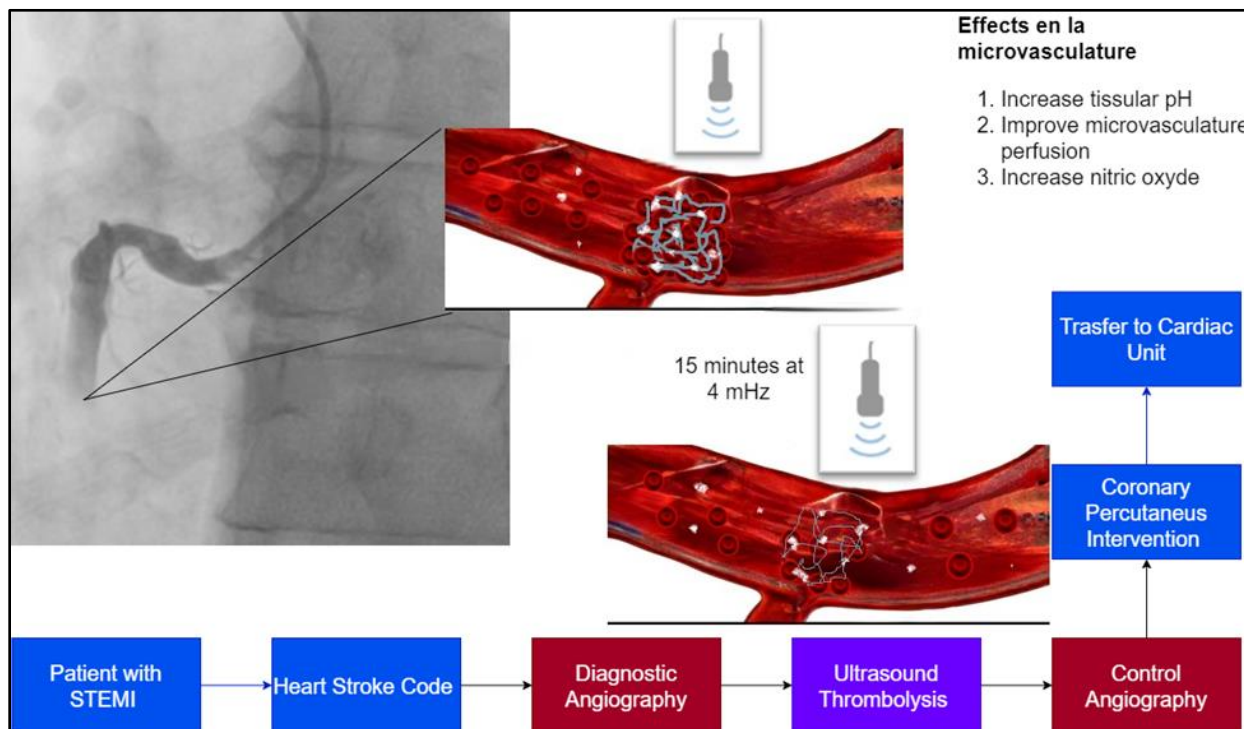 Effects en la
microvasculature
1. Increase tissular pH
2. Improve microvasculature
perfusion
3. Increase nitric oxyde
15 minutes at
4 mHz
Trasfer to Cardiac
Unit
Coronary
Percutaneus
Intervention
Patient with
STEMI
Heart Stroke Code
Diagnostic
Angiography
Ultrasound
Thrombolysis
Control
Angiography